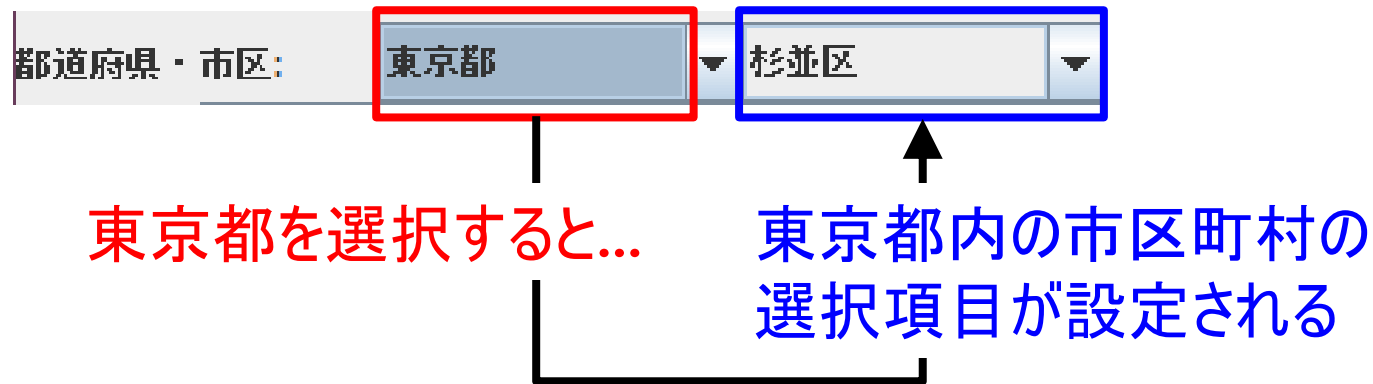 都道府県・市区: 東京都 杉並区
東京都を選択すると...
東京都内の市区町村の
選択項目が設定される